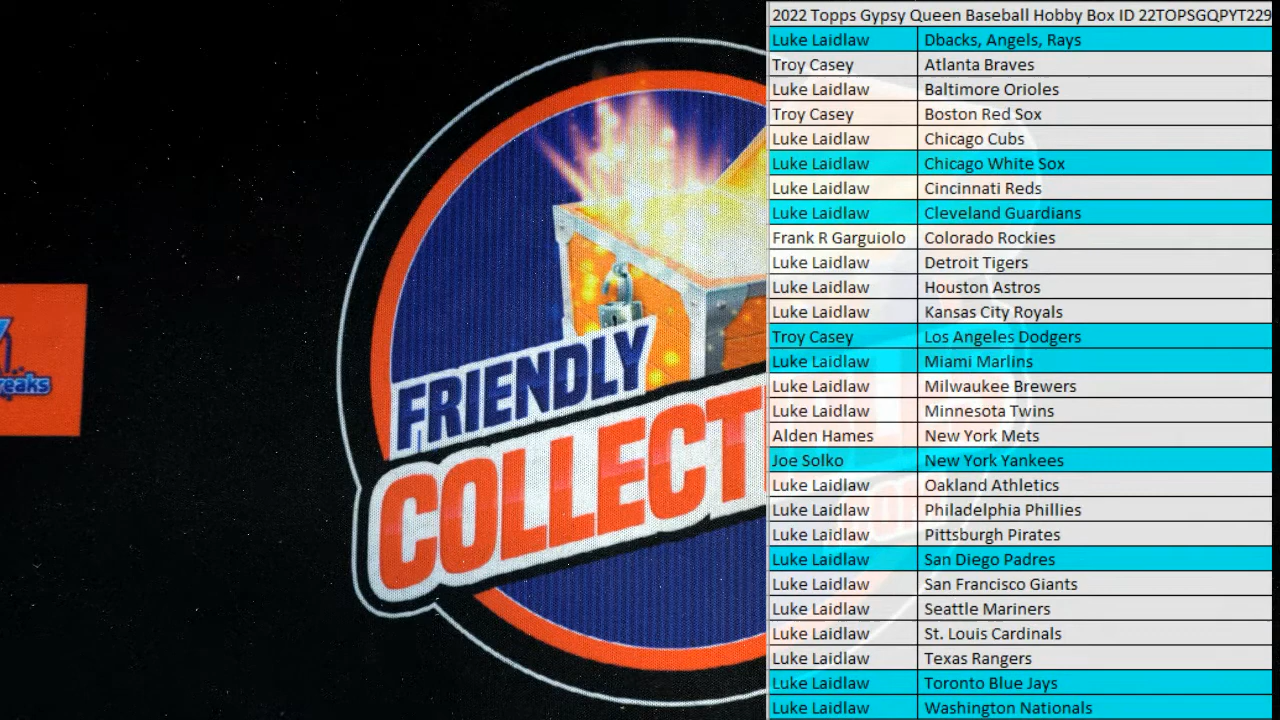 2022 Topps Gypsy Queen Baseball Hobby Box ID 22TOPSGQPYT229
Luke Laidlaw Dbacks, Angels, Rays
Troy Casey Atlanta Braves
Luke Laidlaw Baltimore Orioles
Troy Casey Boston Red Sox
Luke Laidlaw Chicago Cubs
Luke Laidlaw Chicago White Sox
Luke Laidlaw Cincinnati Reds
Luke Laidlaw Cleveland Guardians
Frank R Garguiolo Colorado Rockies
Luke Laidlaw Detroit Tigers
Luke Laidlaw Houston Astros
Luke Laidlaw Kansas City Royals
Troy Casey Los Angeles Dodgers
Luke Laidlaw Miami Marlins
Luke Laidlaw Milwaukee Brewers
Luke Laidlaw Minnesota Twins
Alden Hames New York Mets
Joe Solko New York Yankees
Luke Laidlaw Oakland Athletics
Luke Laidlaw Philadelphia Phillies
Luke Laidlaw Pittsburgh Pirates
Luke Laidlaw San Diego Padres
Luke Laidlaw San Francisco Giants
Luke Laidlaw Seattle Mariners
Luke Laidlaw St. Louis Cardinals
Luke Laidlaw Texas Rangers
Luke Laidlaw Toronto Blue Jays
Luke Laidlaw Washington Nationals
FRIENDLY
COLLECT
reaks